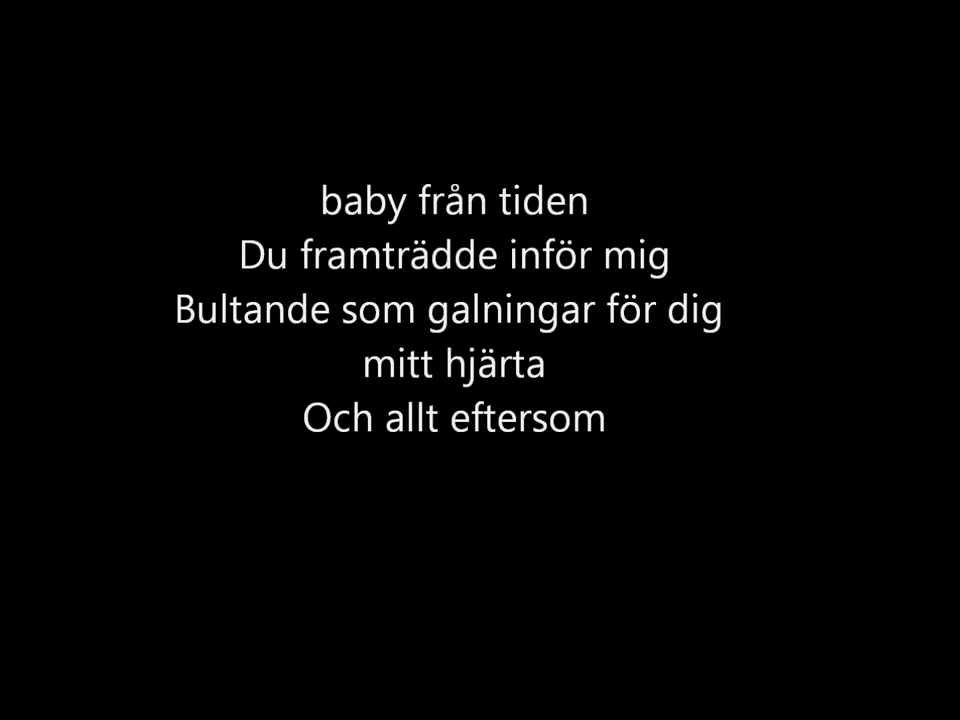 baby från tiden
Du framträdde inför mig
Bultande som galningar för dig
mitt hjärta
Och allt eftersom